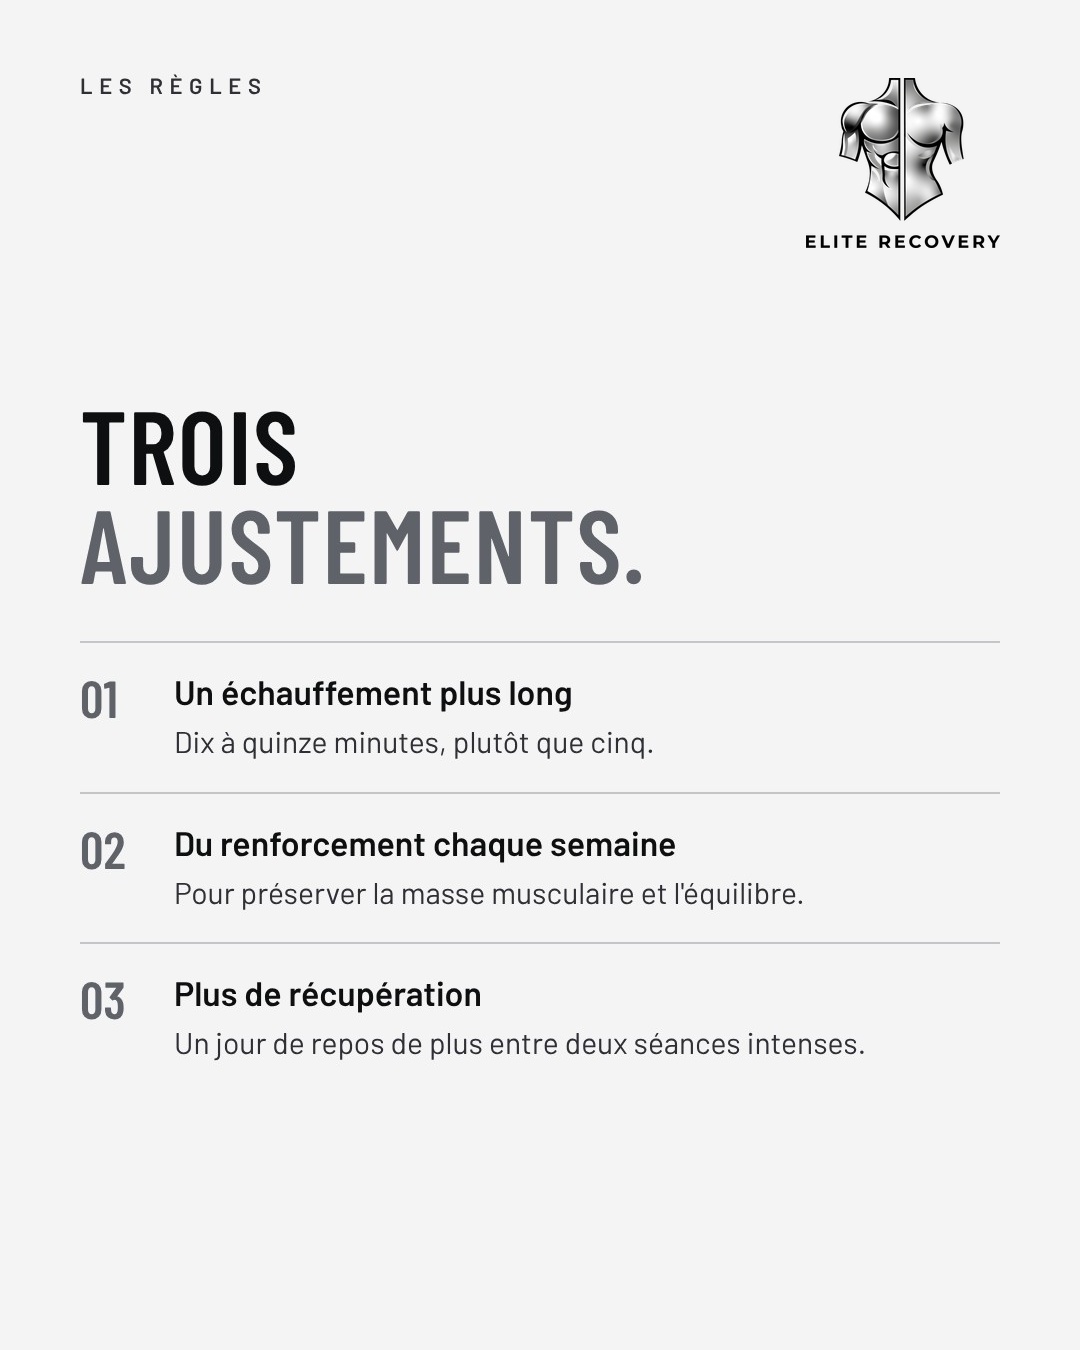 LES RÈGLES
ELITE RECOVERY
TROIS
AJUSTEMENTS.
01
Un échauffement plus long
Dix à quinze minutes, plutôt que cinq.
02
Du renforcement chaque semaine
Pour préserver la masse musculaire et l'équilibre.
03
Plus de récupération
Un jour de repos de plus entre deux séances intenses.